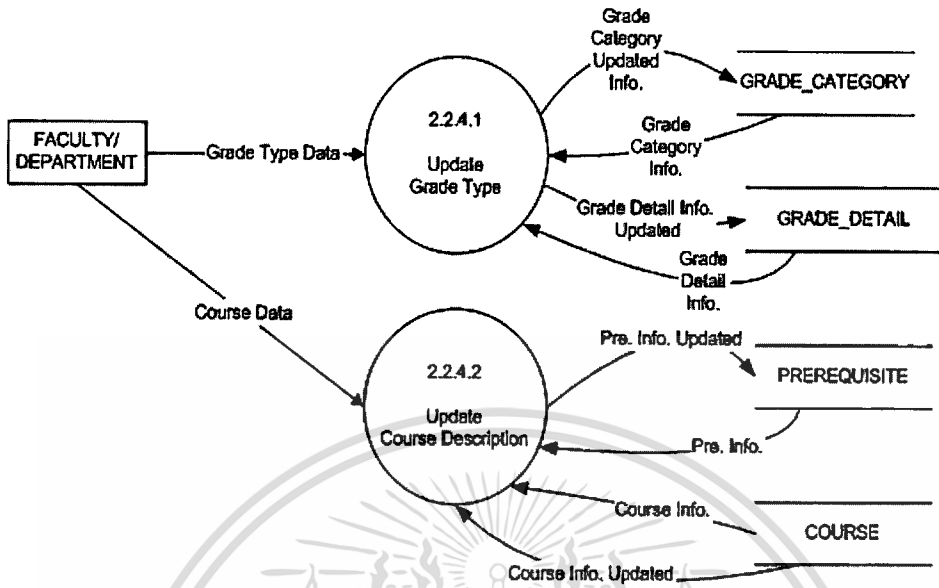 FACULTY/
DEPARTMENT
Grade Type Data
2.2.4.1
Update
Grade Type
Grade
Category
Updated
Info.
GRADE_CATEGORY
Grade
Category
Info.
Grade Detail Info.
Updated
GRADE_DETAIL
Grade
Detail
Info.
Course Data
2.2.4.2
Update
Course Description
Pre. Info. Updated
PREREQUISITE
Pre. Info.
Course Info.
COURSE
Course Info. Updated